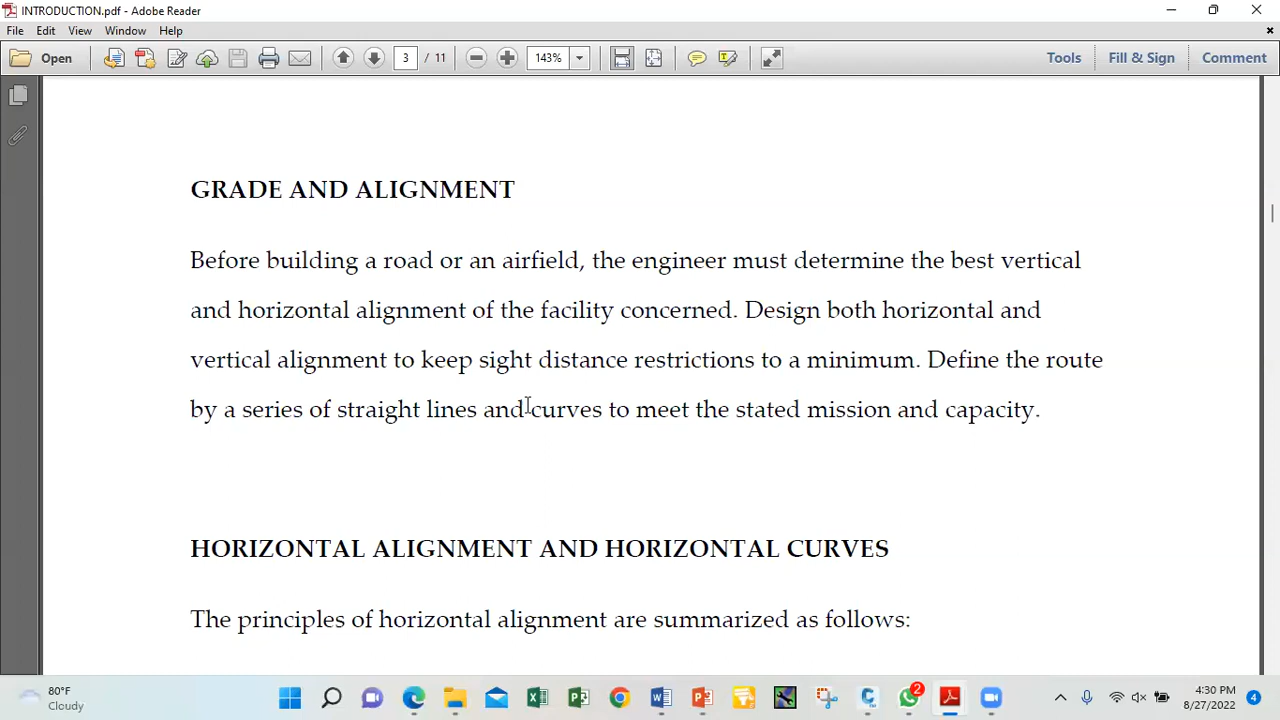 INTRODUCTION.pdf - Adobe Reader
File Edit View Window Help
Open 3 / 11 143% Tools Fill & Sign Comment
GRADE AND ALIGNMENT
Before building a road or an airfield, the engineer must determine the best vertical
and horizontal alignment of the facility concerned. Design both horizontal and
vertical alignment to keep sight distance restrictions to a minimum. Define the route
by a series of straight lines and curves to meet the stated mission and capacity.
HORIZONTAL ALIGNMENT AND HORIZONTAL CURVES
The principles of horizontal alignment are summarized as follows:
80°F
Cloudy
2
4:30 PM
8/27/2022
4